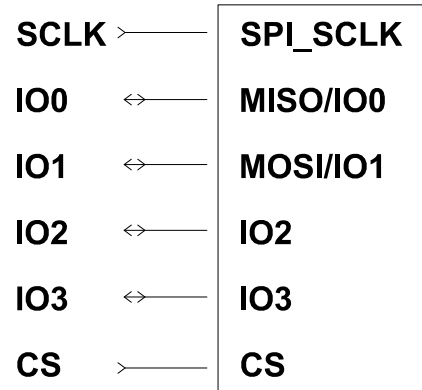 SCLK SPI_SCLK
IO0 MISO/IO0
IO1 MOSI/IO1
IO2 IO2
IO3 IO3
CS CS